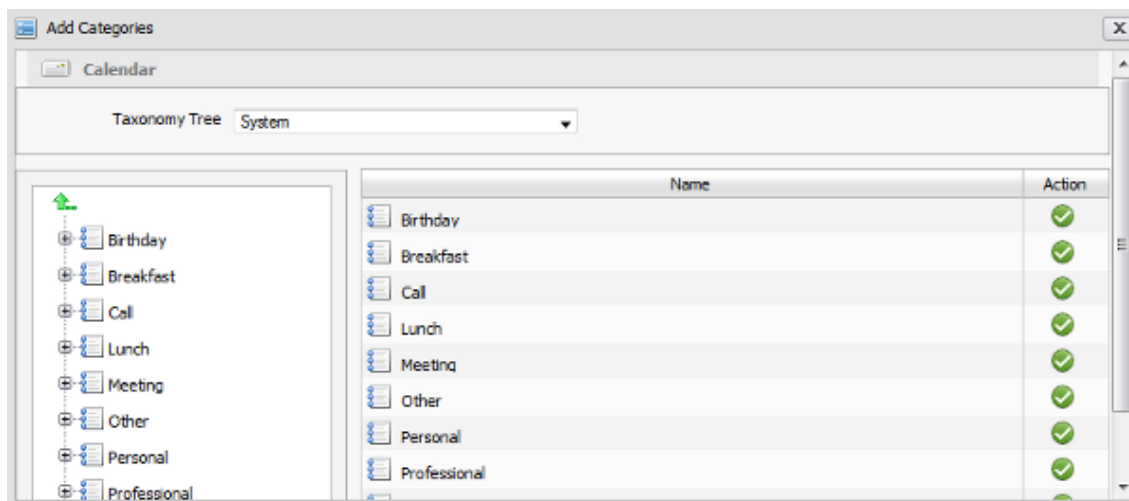 Add Categories
Calendar
Taxonomy Tree System
Birthday
Breakfast
Call
Lunch
Meeting
Other
Personal
Professional
Name Action
Birthday
Breakfast
Call
Lunch
Meeting
Other
Personal
Professional